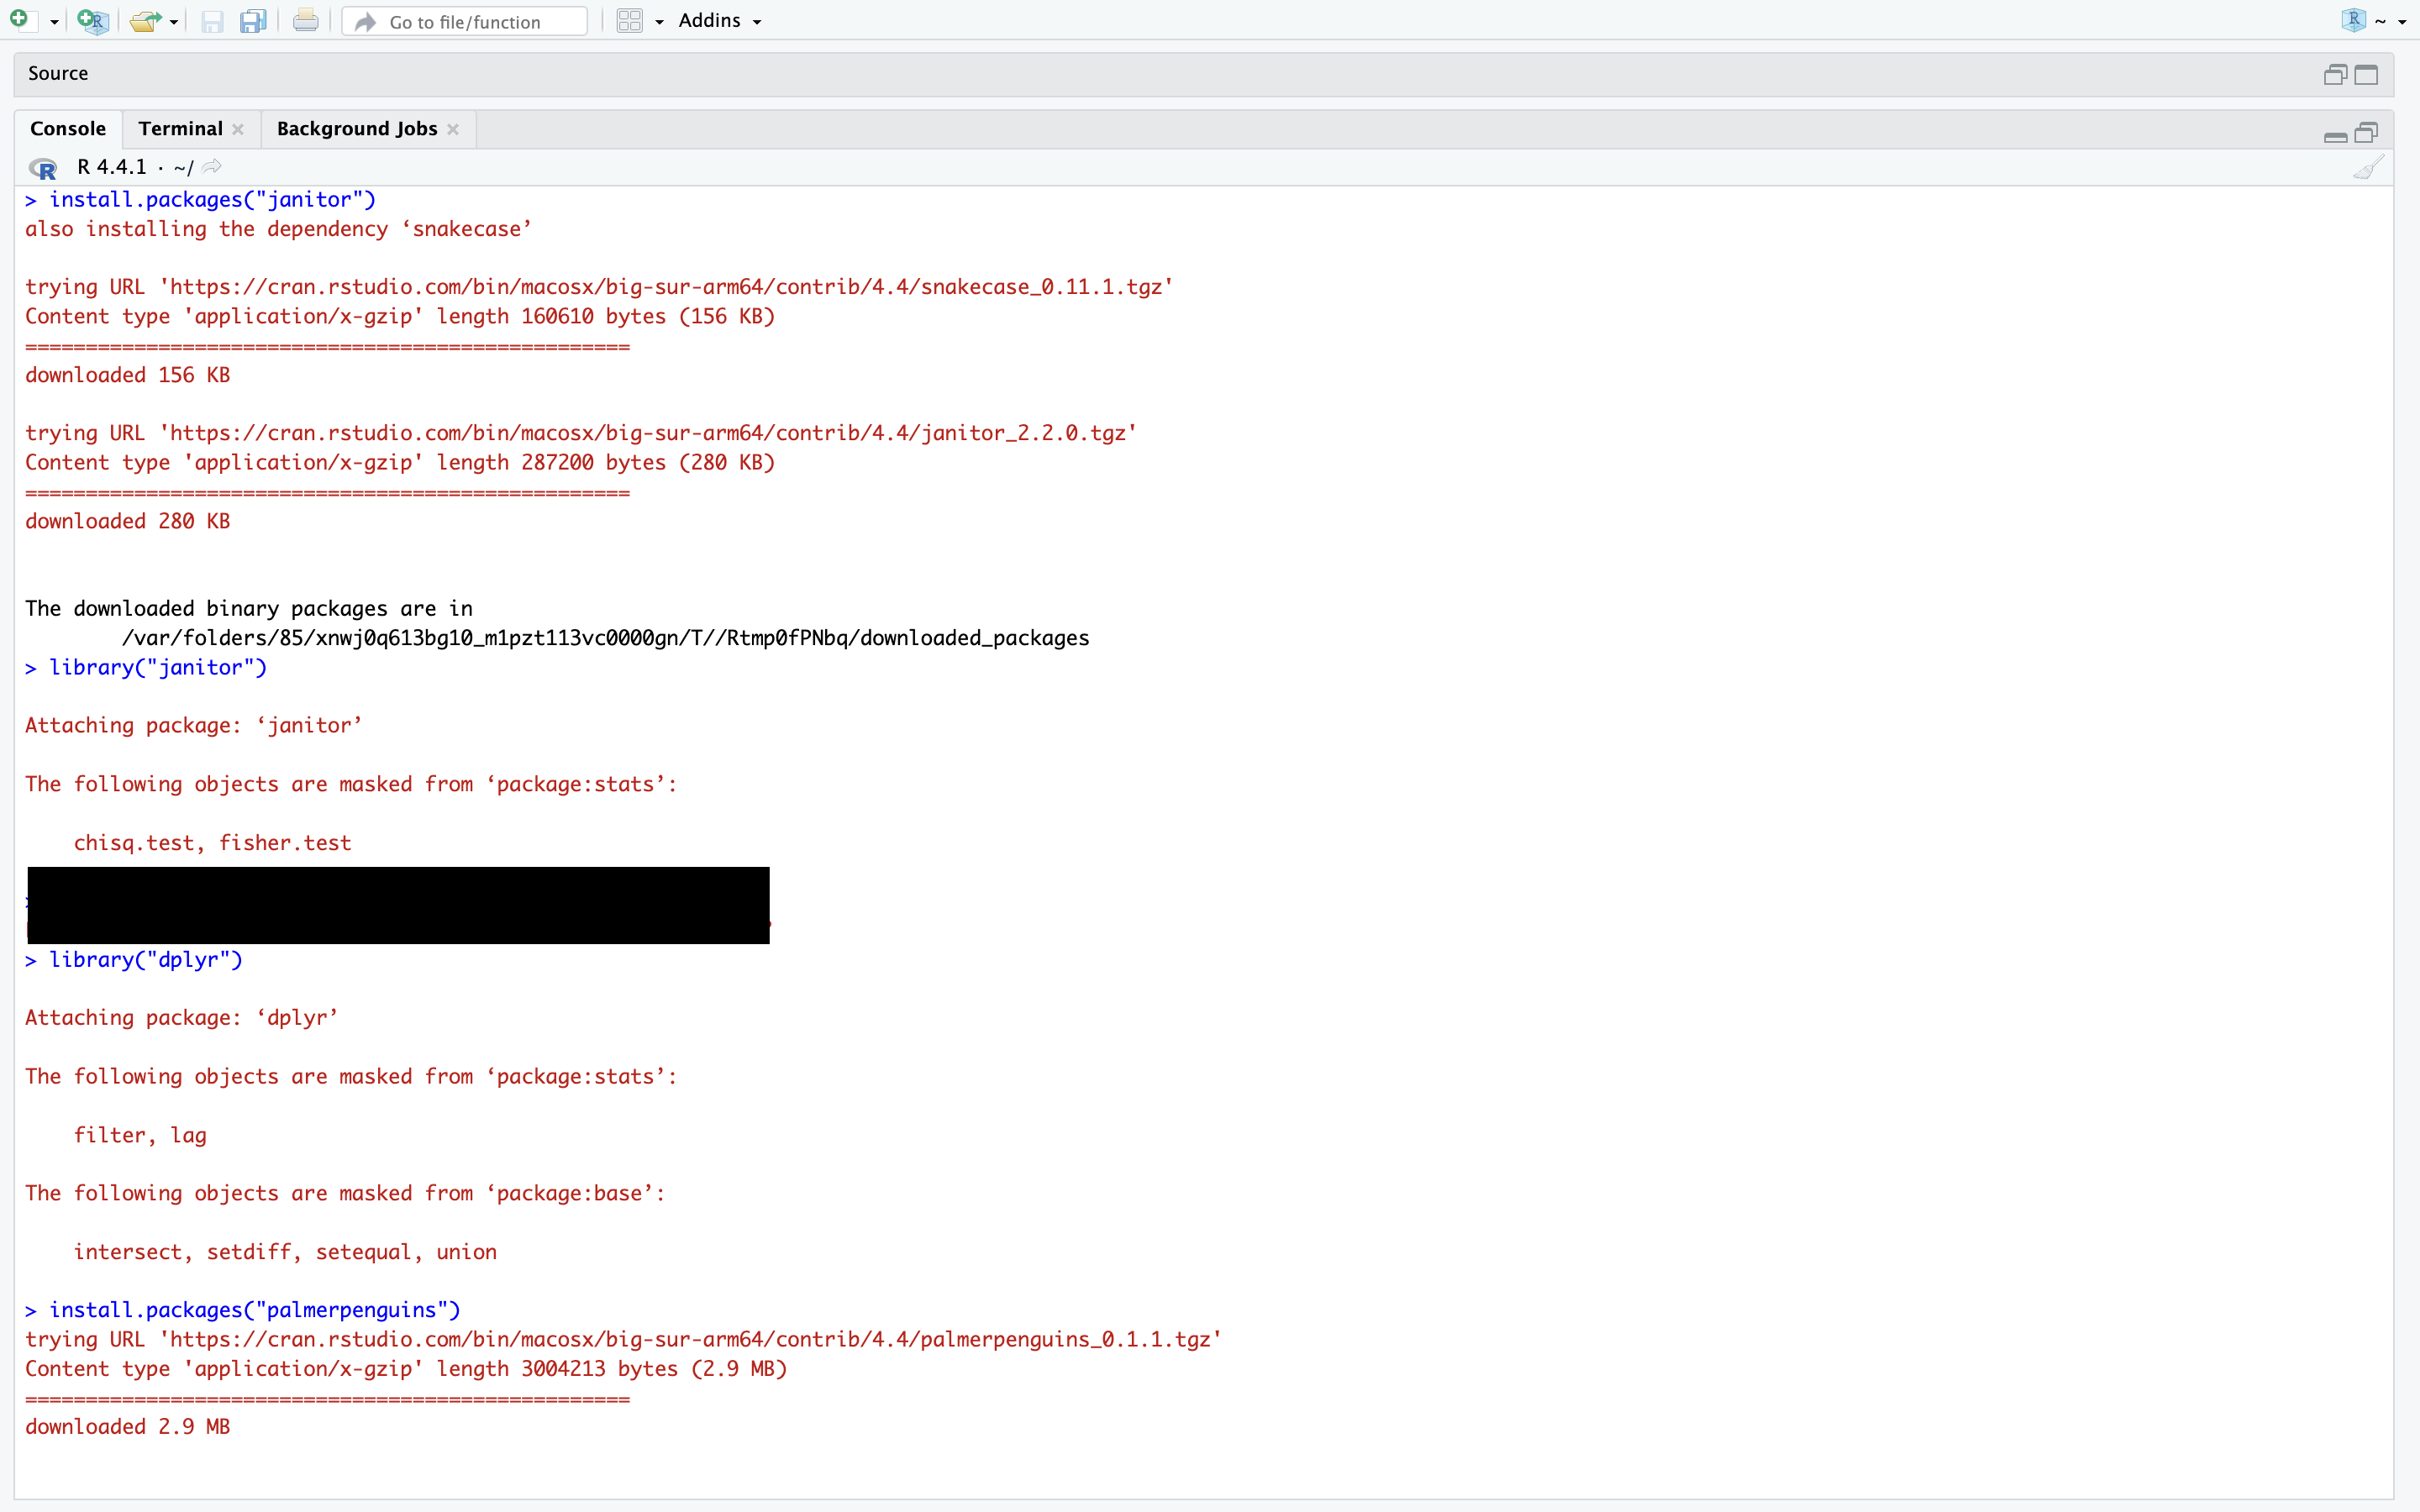 Go to file/function
Addins
R ~
Source
Console Terminal Background Jobs
R R 4.4.1 · ~/
> install.packages("janitor")
also installing the dependency ‘snakecase’
trying URL 'https://cran.rstudio.com/bin/macosx/big-sur-arm64/contrib/4.4/snakecase_0.11.1.tgz'
Content type 'application/x-gzip' length 160610 bytes (156 KB)
==================================================
downloaded 156 KB
trying URL 'https://cran.rstudio.com/bin/macosx/big-sur-arm64/contrib/4.4/janitor_2.2.0.tgz'
Content type 'application/x-gzip' length 287200 bytes (280 KB)
==================================================
downloaded 280 KB
The downloaded binary packages are in
/var/folders/85/xnwj0q613bg10_m1pzt113vc0000gn/T//Rtmp0fPNbq/downloaded_packages
> library("janitor")
Attaching package: ‘janitor’
The following objects are masked from ‘package:stats’:
chisq.test, fisher.test
> library("dplyr")
Attaching package: ‘dplyr’
The following objects are masked from ‘package:stats’:
filter, lag
The following objects are masked from ‘package:base’:
intersect, setdiff, setequal, union
> install.packages("palmerpenguins")
trying URL 'https://cran.rstudio.com/bin/macosx/big-sur-arm64/contrib/4.4/palmerpenguins_0.1.1.tgz'
Content type 'application/x-gzip' length 3004213 bytes (2.9 MB)
==================================================
downloaded 2.9 MB